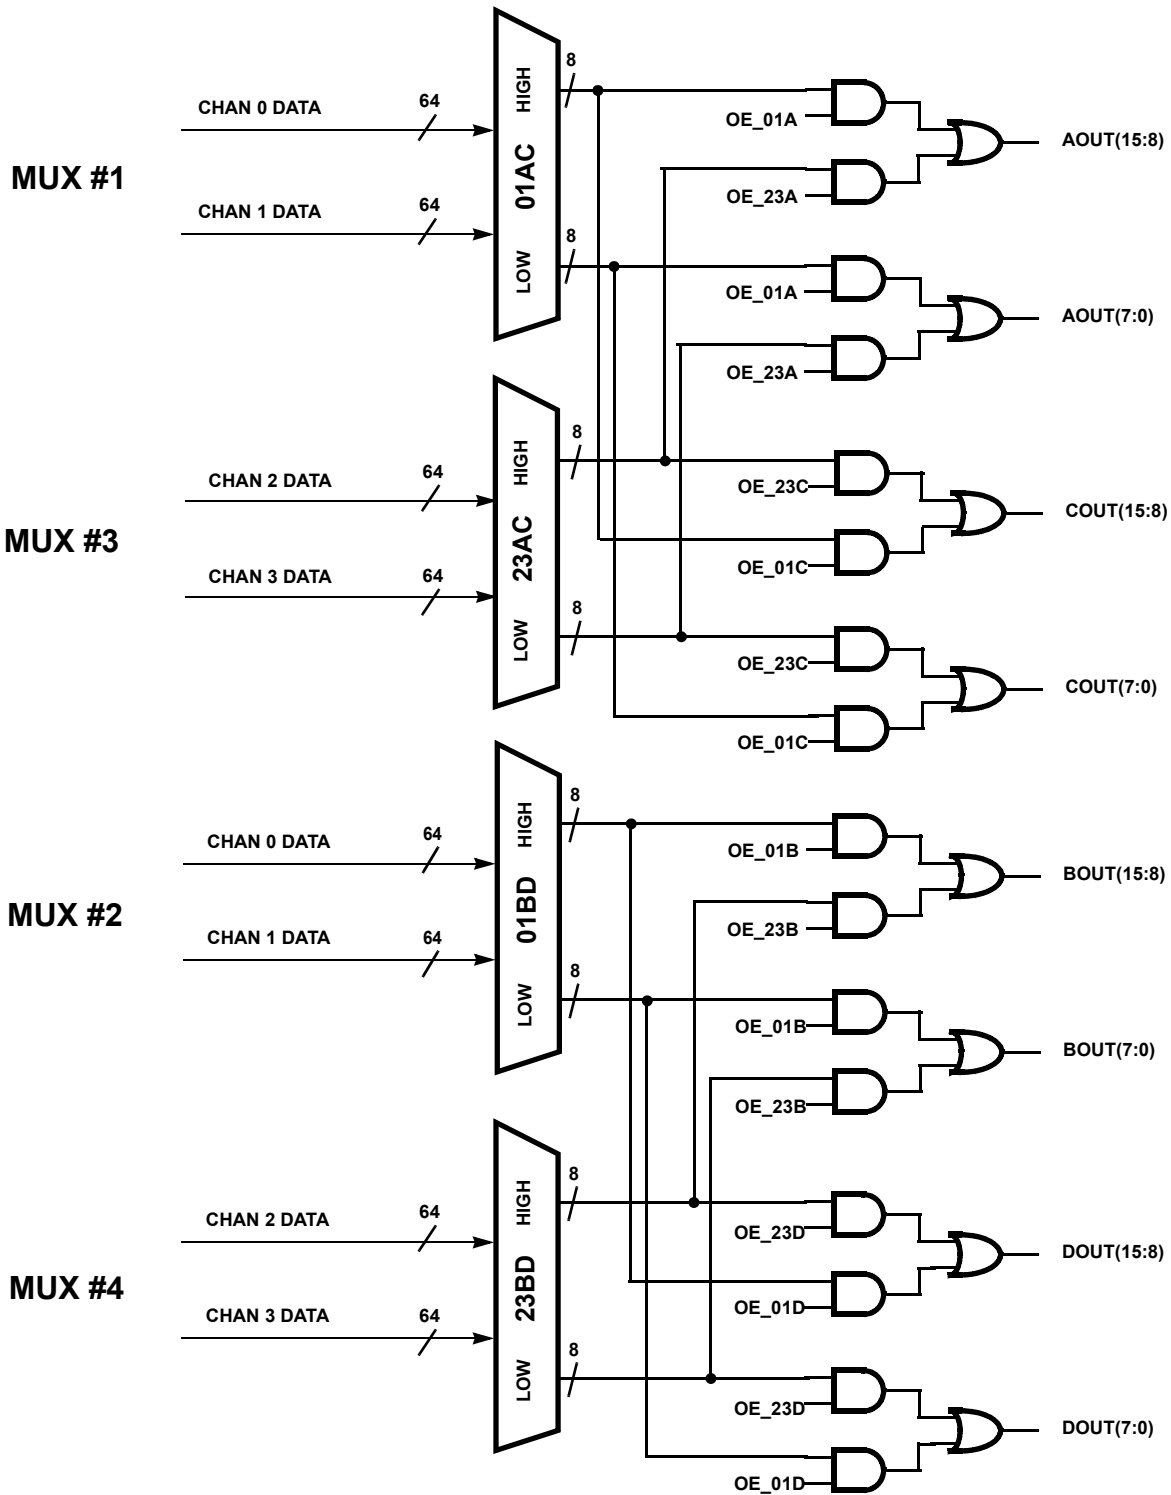 MUX #1
CHAN 0 DATA
64
CHAN 1 DATA
64
HIGH
01AC
LOW
8
8
OE_01A
OE_23A
AOUT(15:8)
OE_01A
OE_23A
AOUT(7:0)
MUX #3
CHAN 2 DATA
64
CHAN 3 DATA
64
HIGH
23AC
LOW
8
8
OE_23C
OE_01C
COUT(15:8)
OE_23C
OE_01C
COUT(7:0)
MUX #2
CHAN 0 DATA
64
CHAN 1 DATA
64
HIGH
01BD
LOW
8
8
OE_01B
OE_23B
BOUT(15:8)
OE_01B
OE_23B
BOUT(7:0)
MUX #4
CHAN 2 DATA
64
CHAN 3 DATA
64
HIGH
23BD
LOW
8
8
OE_23D
OE_01D
DOUT(15:8)
OE_23D
OE_01D
DOUT(7:0)